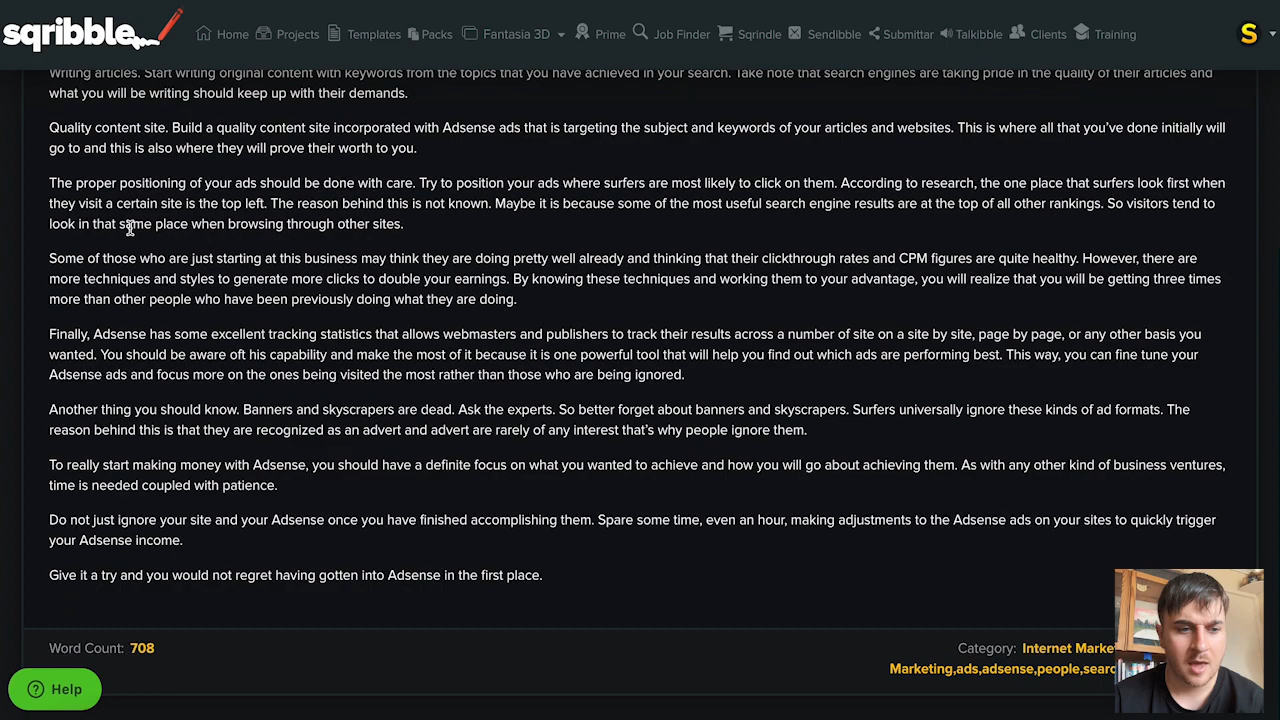 sqribble
Home Projects Templates Packs Fantasia 3D Prime Job Finder Sqrindle Sendibble Submittar Talkibble Clients Training S
Writing articles. Start writing original content with keywords from the topics that you have achieved in your search. Take note that search engines are taking pride in the quality of their articles and
what you will be writing should keep up with their demands.
Quality content site. Build a quality content site incorporated with Adsense ads that is targeting the subject and keywords of your articles and websites. This is where all that you've done initially will
go to and this is also where they will prove their worth to you.
The proper positioning of your ads should be done with care. Try to position your ads where surfers are most likely to click on them. According to research, the one place that surfers look first when
they visit a certain site is the top left. The reason behind this is not known. Maybe it is because some of the most useful search engine results are at the top of all other rankings. So visitors tend to
look in that same place when browsing through other sites.
Some of those who are just starting at this business may think they are doing pretty well already and thinking that their clickthrough rates and CPM figures are quite healthy. However, there are
more techniques and styles to generate more clicks to double your earnings. By knowing these techniques and working them to your advantage, you will realize that you will be getting three times
more than other people who have been previously doing what they are doing.
Finally, Adsense has some excellent tracking statistics that allows webmasters and publishers to track their results across a number of site on a site by site, page by page, or any other basis you
wanted. You should be aware oft his capability and make the most of it because it is one powerful tool that will help you find out which ads are performing best. This way, you can fine tune your
Adsense ads and focus more on the ones being visited the most rather than those who are being ignored.
Another thing you should know. Banners and skyscrapers are dead. Ask the experts. So better forget about banners and skyscrapers. Surfers universally ignore these kinds of ad formats. The
reason behind this is that they are recognized as an advert and advert are rarely of any interest that's why people ignore them.
To really start making money with Adsense, you should have a definite focus on what you wanted to achieve and how you will go about achieving them. As with any other kind of business ventures,
time is needed coupled with patience.
Do not just ignore your site and your Adsense once you have finished accomplishing them. Spare some time, even an hour, making adjustments to the Adsense ads on your sites to quickly trigger
your Adsense income.
Give it a try and you would not regret having gotten into Adsense in the first place.
Word Count: 708
Category: Internet Marke
Marketing,ads,adsense,people,searc
Help